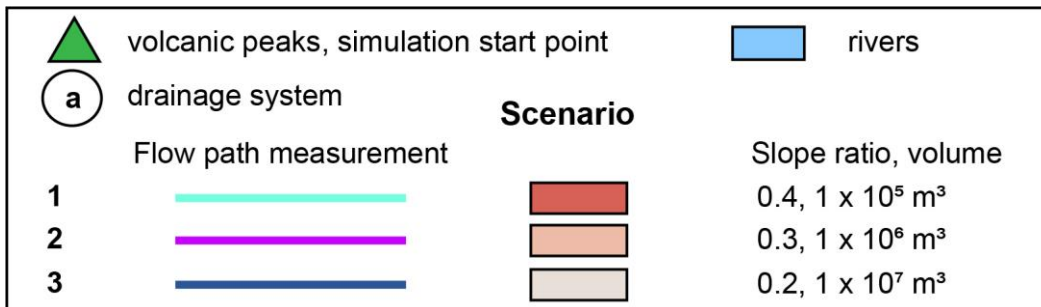 volcanic peaks, simulation start point rivers
a drainage system
Scenario
Flow path measurement Slope ratio, volume
1 0.4, 1 x 10⁵ m³
2 0.3, 1 x 10⁶ m³
3 0.2, 1 x 10⁷ m³